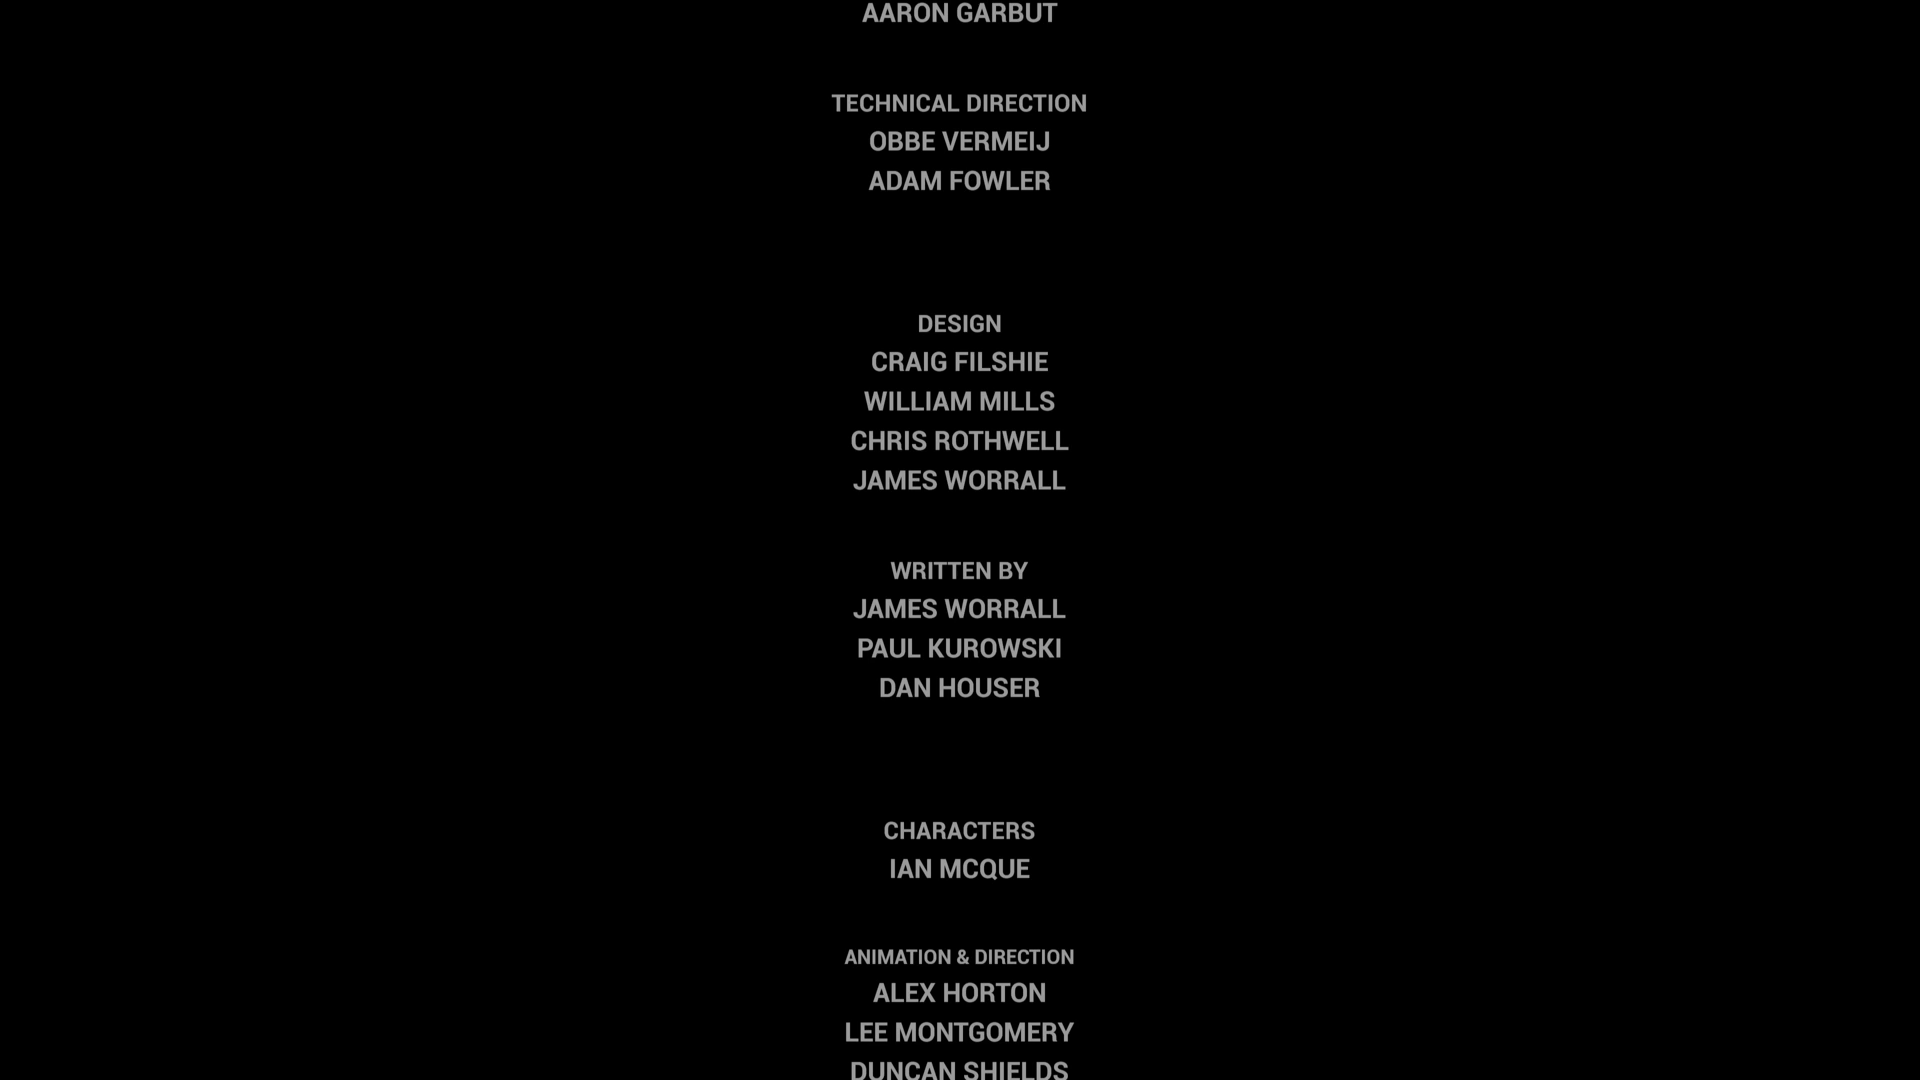 AARON GARBUT
TECHNICAL DIRECTION
OBBE VERMEIJ
ADAM FOWLER
DESIGN
CRAIG FILSHIE
WILLIAM MILLS
CHRIS ROTHWELL
JAMES WORRALL
WRITTEN BY
JAMES WORRALL
PAUL KUROWSKI
DAN HOUSER
CHARACTERS
IAN MCQUE
ANIMATION & DIRECTION
ALEX HORTON
LEE MONTGOMERY
DUNCAN SHIELDS